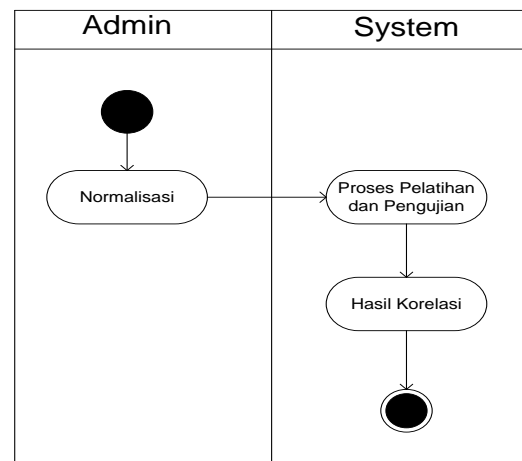 Admin
System
Normalisasi
Proses Pelatihan
dan Pengujian
Hasil Korelasi